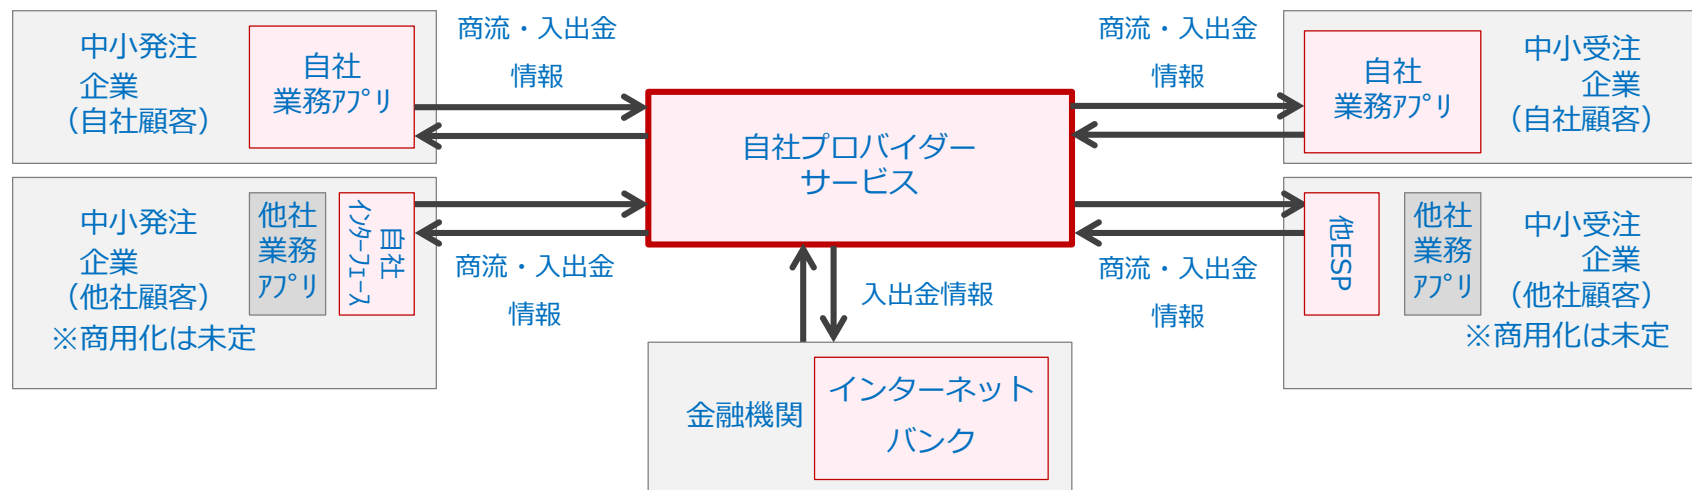 中小発注
企業
（自社顧客）
自社
業務アプリ
商流・入出金
情報
自社プロバイダー
サービス
商流・入出金
情報
自社
業務アプリ
中小受注
企業
（自社顧客）
中小発注
企業
（他社顧客）
※商用化は未定
他社
業務
アプリ
自社
インターフェース
商流・入出金
情報
入出金情報
商流・入出金
情報
他ESP
他社
業務
アプリ
中小受注
企業
（他社顧客）
※商用化は未定
金融機関
インターネット
バンク